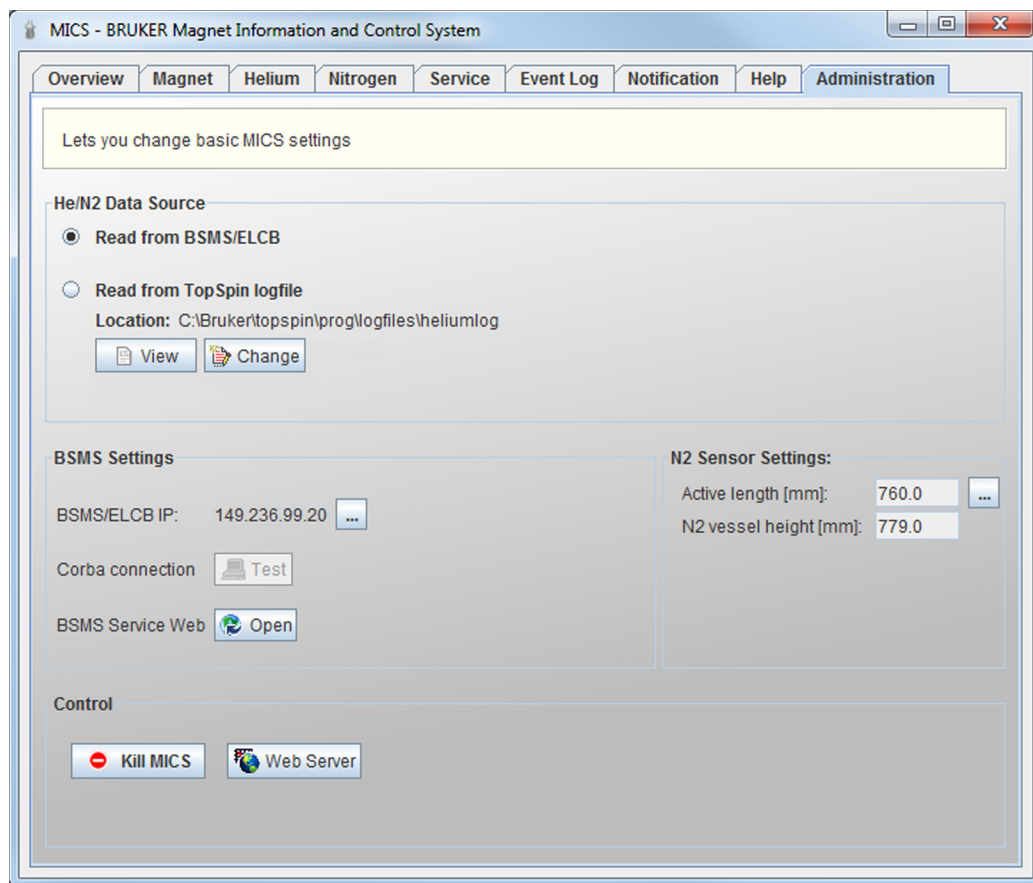 MICS - BRUKER Magnet Information and Control System
Overview Magnet Helium Nitrogen Service Event Log Notification Help Administration
Lets you change basic MICS settings
He/N2 Data Source
Read from BSMS/ELCB
Read from TopSpin logfile
Location: C:\Bruker\topspin\prog\logfiles\heliumlog
View Change
BSMS Settings
BSMS/ELCB IP: 149.236.99.20 ...
Corba connection Test
BSMS Service Web Open
N2 Sensor Settings:
Active length [mm]: 760.0 ...
N2 vessel height [mm]: 779.0
Control
Kill MICS Web Server